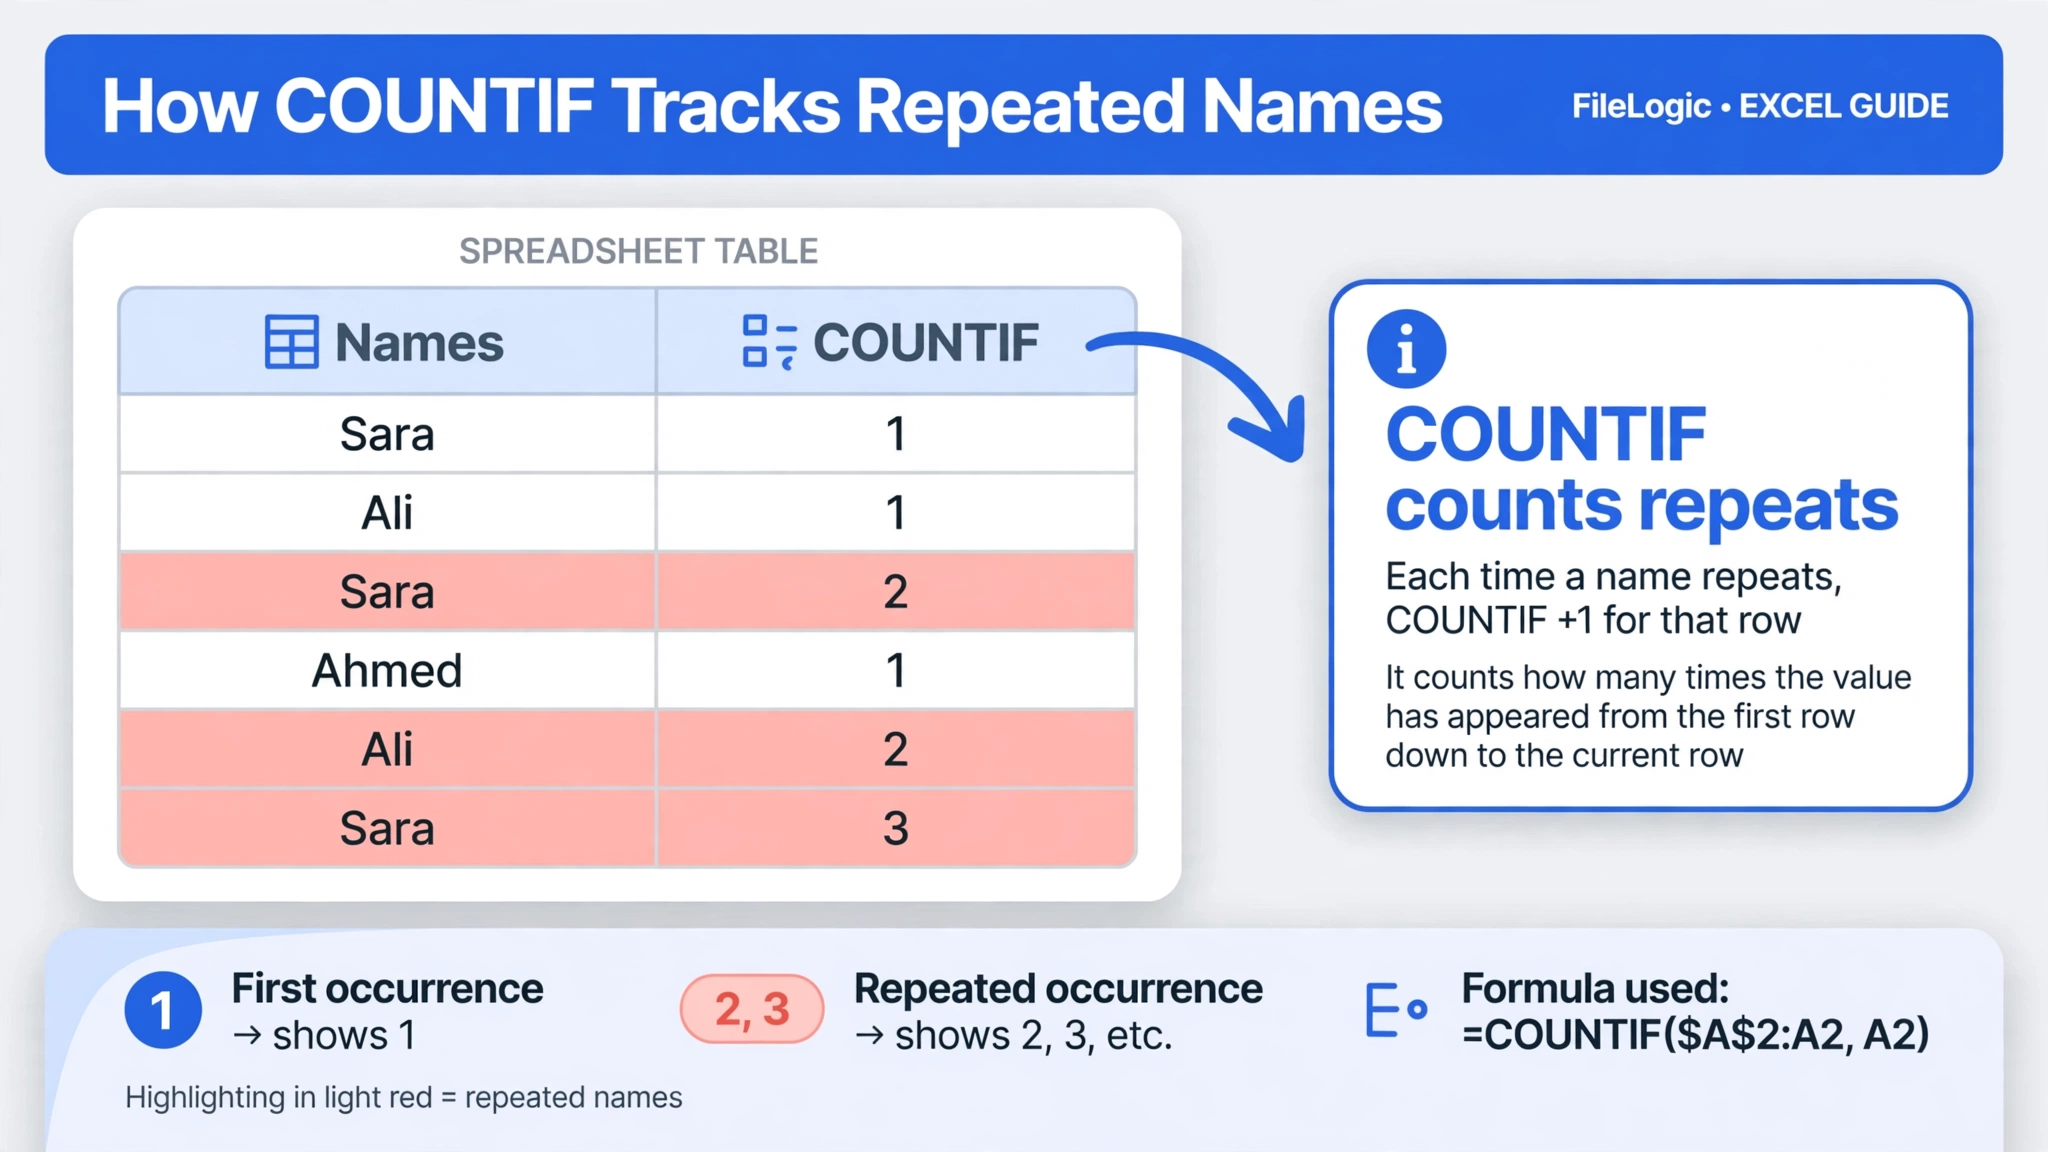 How COUNTIF Tracks Repeated Names
FileLogic • EXCEL GUIDE
SPREADSHEET TABLE
Names COUNTIF
Sara 1
Ali 1
Sara 2
Ahmed 1
Ali 2
Sara 3
i
COUNTIF
counts repeats
Each time a name repeats,
COUNTIF +1 for that row
It counts how many times the value
has appeared from the first row
down to the current row
1
First occurrence
→ shows 1
2, 3
Repeated occurrence
→ shows 2, 3, etc.
Formula used:
=COUNTIF($A$2:A2, A2)
Highlighting in light red = repeated names